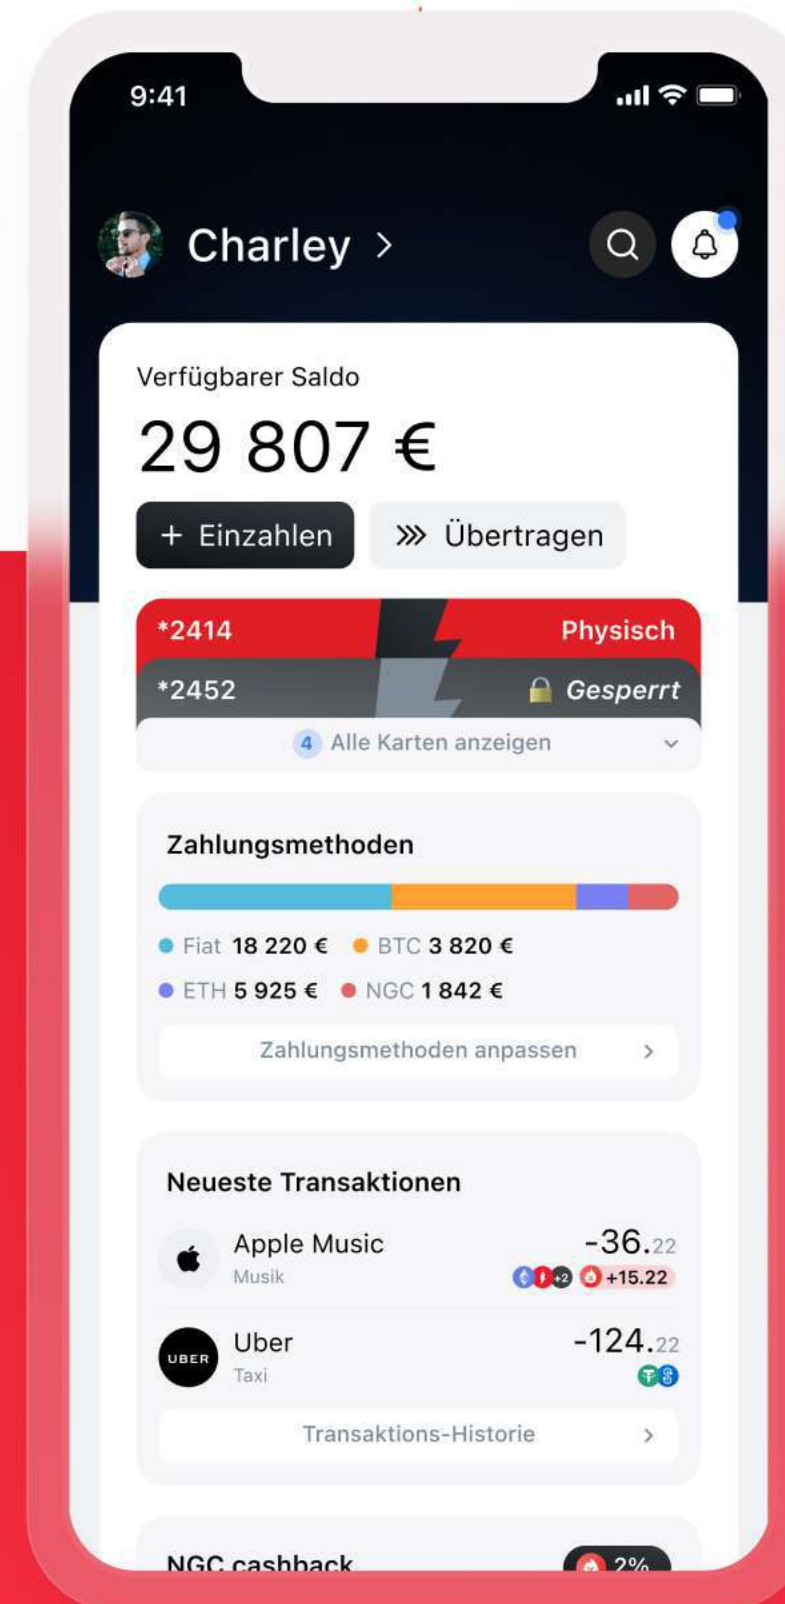 9:41
Charley >
Verfügbarer Saldo
29 807 €
+ Einzahlen
Übertragen
*2414 Physisch
*2452 Gesperrt
4 Alle Karten anzeigen
Zahlungsmethoden
Fiat 18 220 € BTC 3 820 €
ETH 5 925 € NGC 1 842 €
Zahlungsmethoden anpassen >
Neueste Transaktionen
Apple Music -36.22
Musik +2 +15.22
UBER Uber -124.22
Taxi
Transaktions-Historie >
NGC cashback 2%